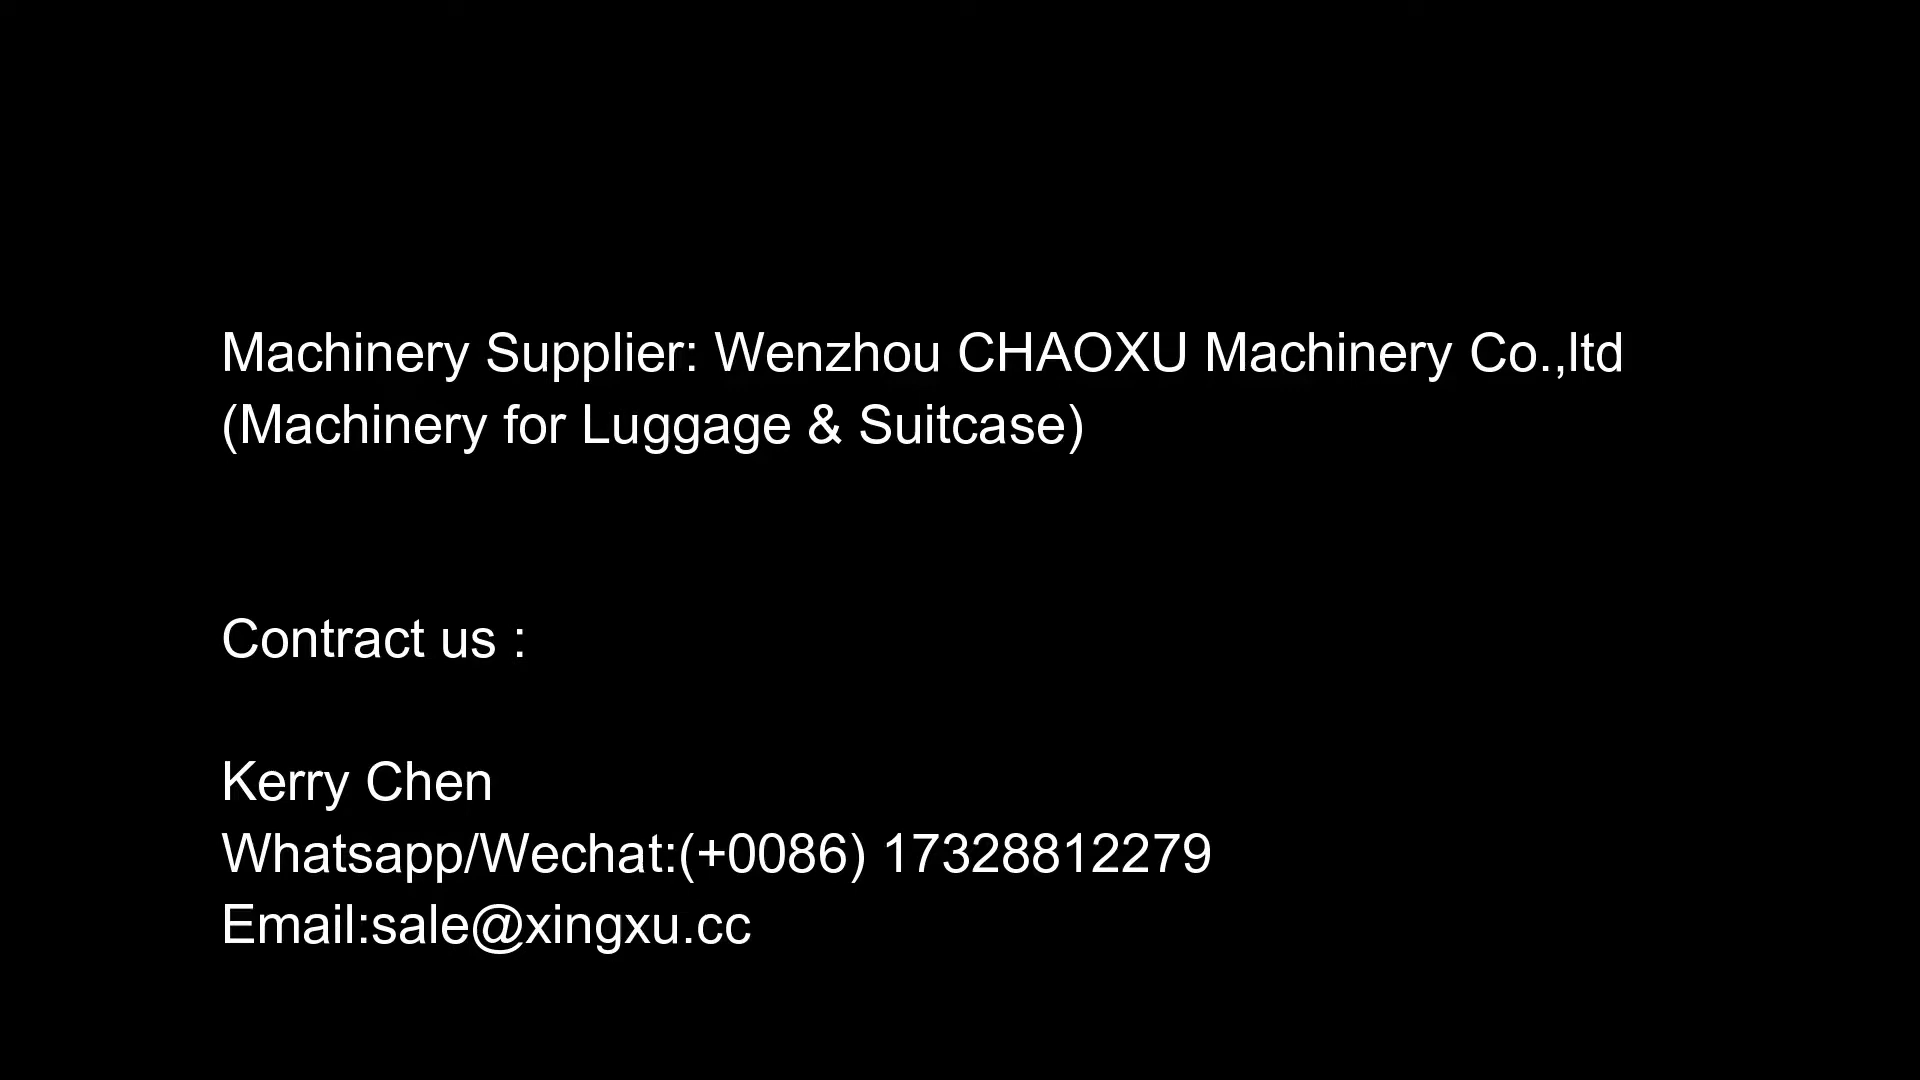 Machinery Supplier: Wenzhou CHAOXU Machinery Co.,ltd
(Machinery for Luggage & Suitcase)
Contract us :
Kerry Chen
Whatsapp/Wechat:(+0086) 17328812279
Email:sale@xingxu.cc